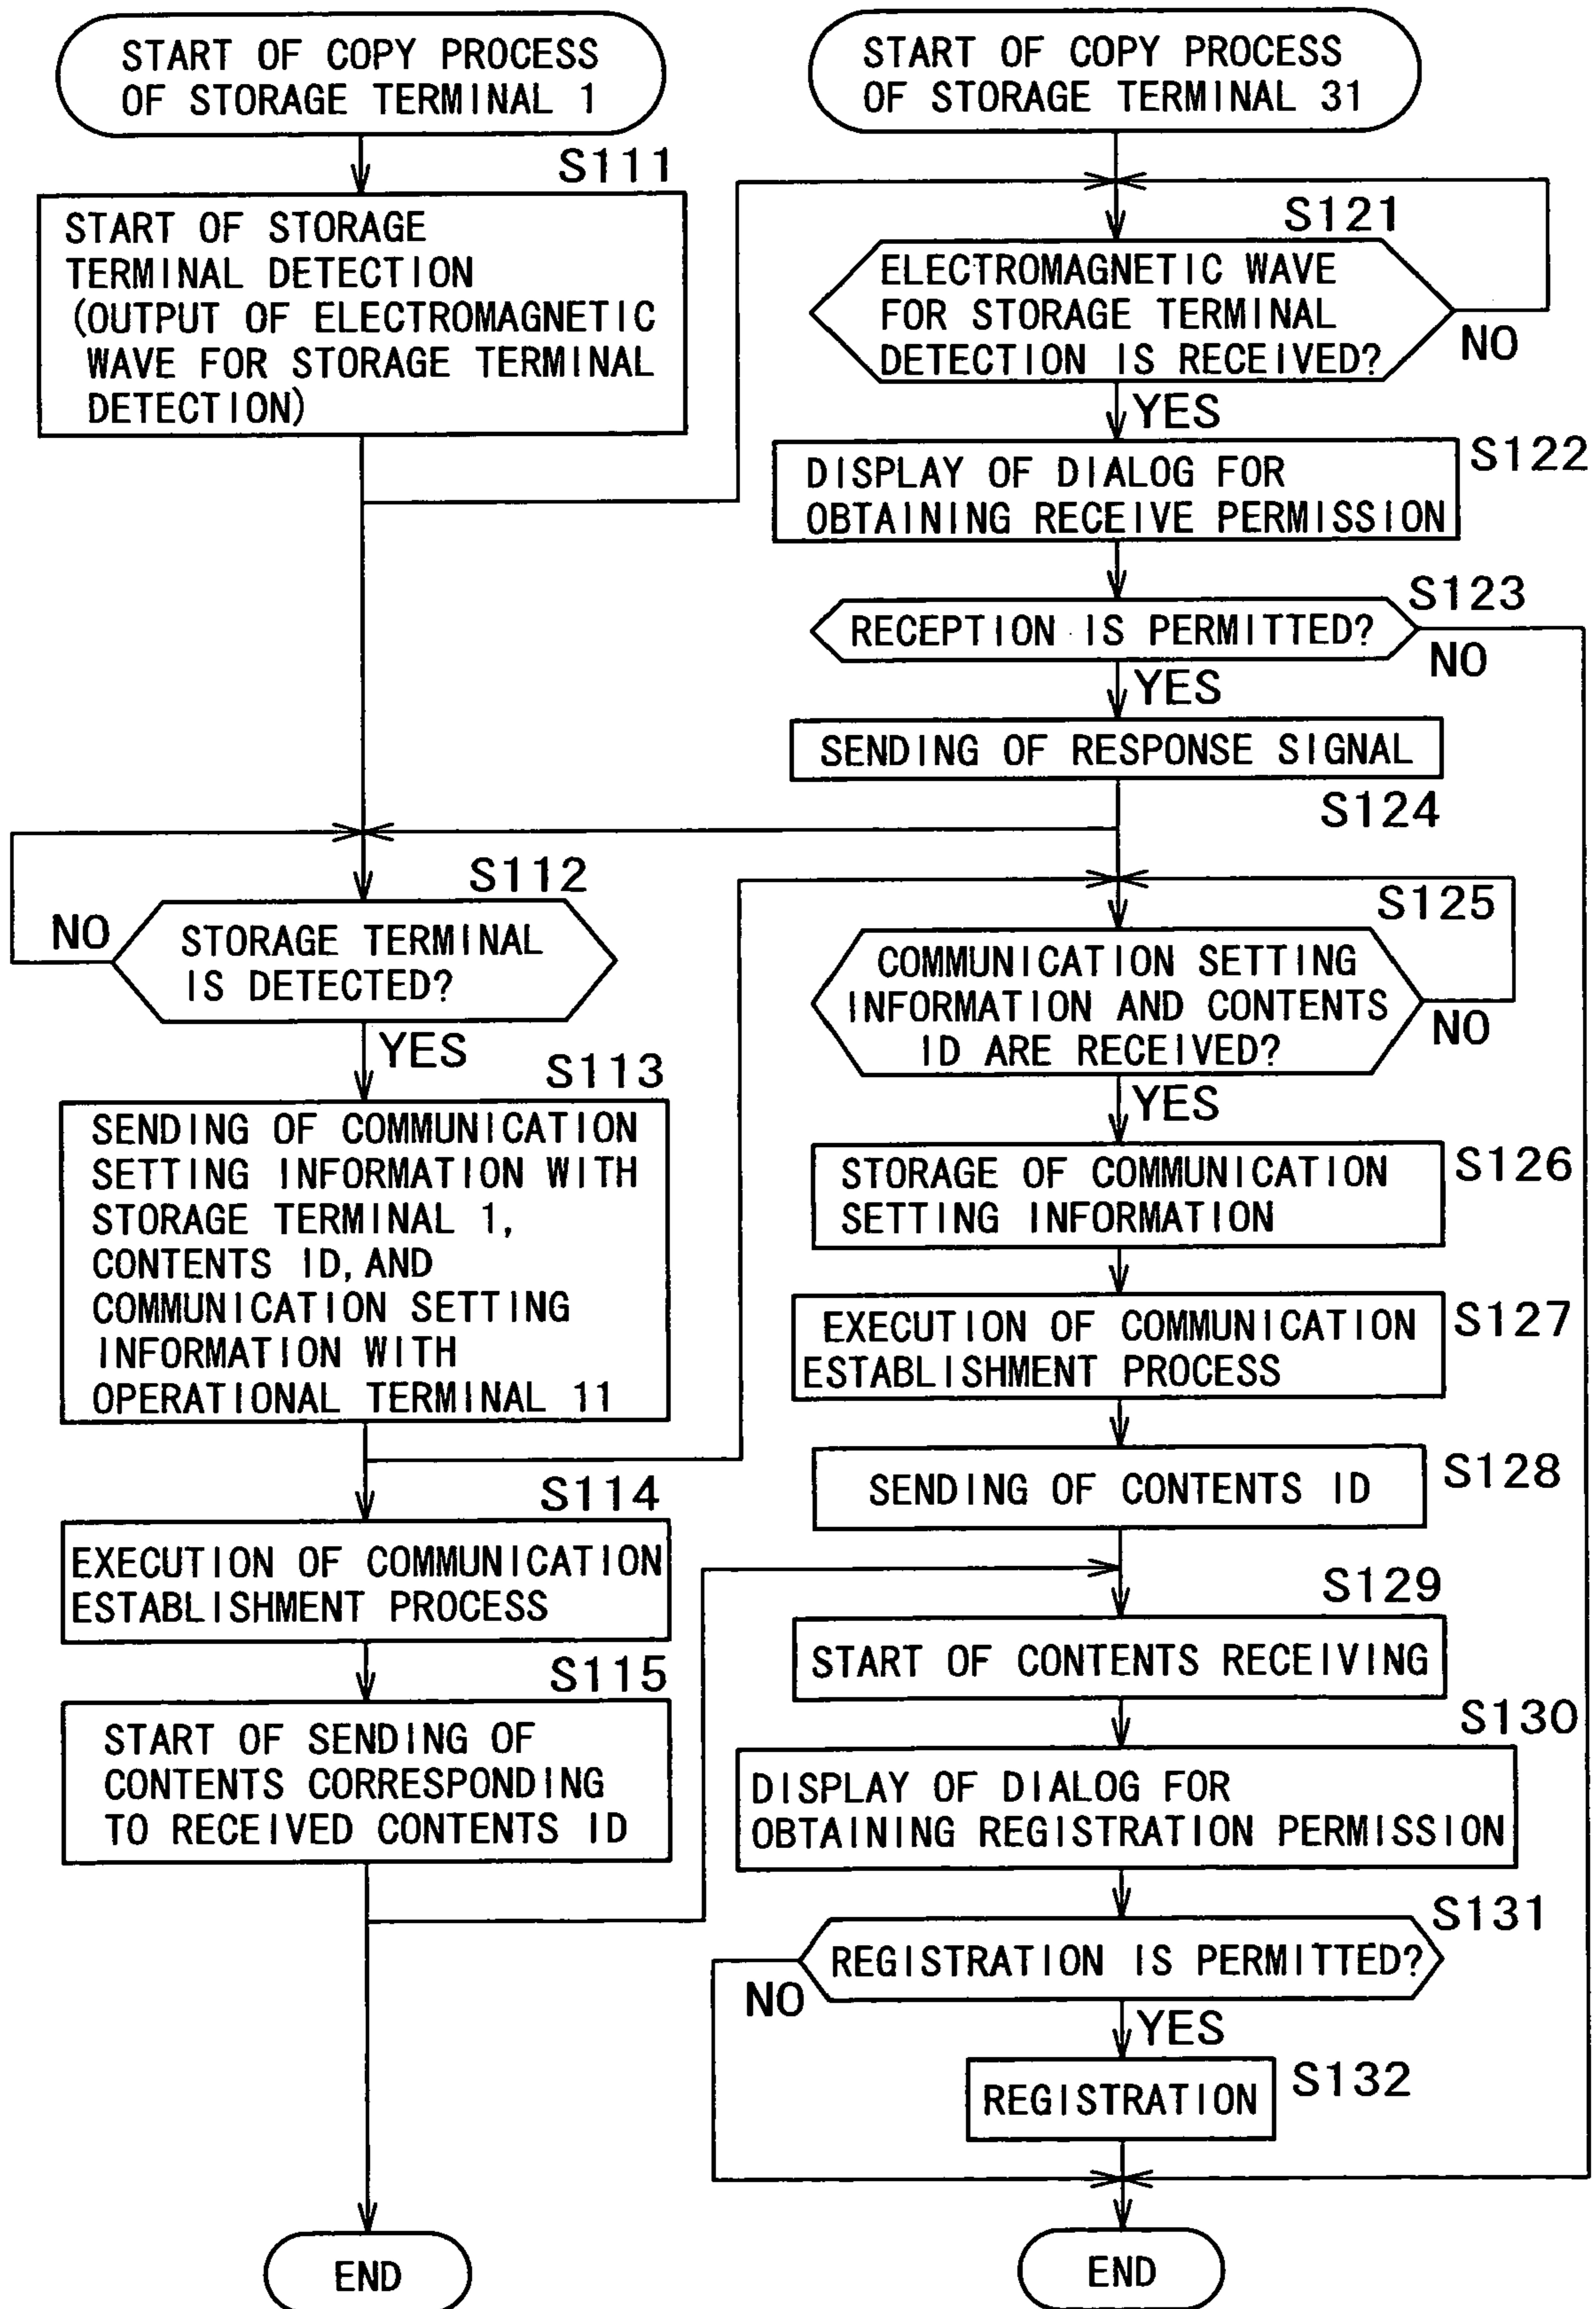 START OF COPY PROCESS
OF STORAGE TERMINAL 1
S111
START OF STORAGE
TERMINAL DETECTION
(OUTPUT OF ELECTROMAGNETIC
WAVE FOR STORAGE TERMINAL
DETECTION)
S112
NO
STORAGE TERMINAL
IS DETECTED?
YES
S113
SENDING OF COMMUNICATION
SETTING INFORMATION WITH
STORAGE TERMINAL 1,
CONTENTS ID, AND
COMMUNICATION SETTING
INFORMATION WITH
OPERATIONAL TERMINAL 11
S114
EXECUTION OF COMMUNICATION
ESTABLISHMENT PROCESS
S115
START OF SENDING OF
CONTENTS CORRESPONDING
TO RECEIVED CONTENTS ID
END
START OF COPY PROCESS
OF STORAGE TERMINAL 31
S121
ELECTROMAGNETIC WAVE
FOR STORAGE TERMINAL
DETECTION IS RECEIVED?
NO
YES
S122
DISPLAY OF DIALOG FOR
OBTAINING RECEIVE PERMISSION
S123
RECEPTION IS PERMITTED?
NO
YES
SENDING OF RESPONSE SIGNAL
S124
S125
COMMUNICATION SETTING
INFORMATION AND CONTENTS
ID ARE RECEIVED?
NO
YES
S126
STORAGE OF COMMUNICATION
SETTING INFORMATION
S127
EXECUTION OF COMMUNICATION
ESTABLISHMENT PROCESS
S128
SENDING OF CONTENTS ID
S129
START OF CONTENTS RECEIVING
S130
DISPLAY OF DIALOG FOR
OBTAINING REGISTRATION PERMISSION
S131
REGISTRATION IS PERMITTED?
NO
YES
S132
REGISTRATION
END